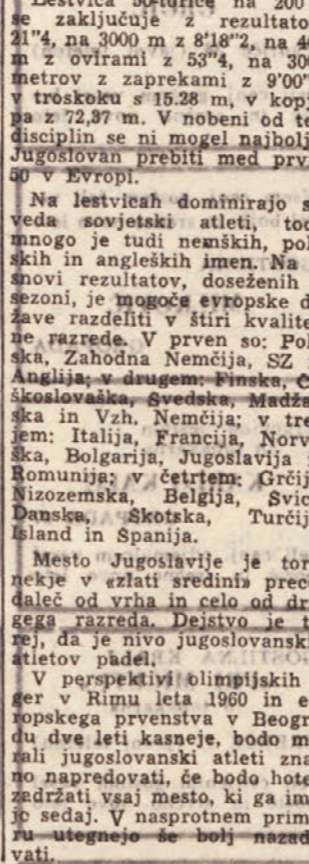 Lestvica 50-torice na 200
se zaključuje z rezultato
21"4, na 3000 m z 8'18"2, na 4
m z ovirami z 53"4, na 30
metrov z zaprekami z 9'00"
v troskoku s 15.28 m, v kop
pa z 72,37 m. V nobeni od te
disciplin se ni mogel najbolj
Jugoslovan prebiti med prv
50 v Evropi.
Na lestvicah dominirajo s
veda sovjetski atleti, tod
mnogo je tudi nemških, pol
skih in angleških imen. Na
snovi rezultatov, doseženih
sezoni, je mogoče evropske d
žave razdeliti v štiri kvalite
ne razrede. V prven so: Pol
ska, Zahodna Nemčija, SZ
Anglija; v drugem: Finska, Č
škoslovaška, Švedska, Madža
ska in Vzh. Nemčija; v tre
jem: Italija, Francija, Norv
ška, Bolgarija, Jugoslavija
Romunija; v četrtem: Grčij
Nizozemska, Belgija, Švic
Danska, Škotska, Turčij
Island in Španija.
Mesto Jugoslavije je tor
nekje v «zlati sredini» prec
daleč od vrha in celo od dr
gega razreda. Dejstvo je t
rej, da je nivo jugoslovansk
atletov padel.
V perspektivi olimpijskih
ger v Rimu leta 1960 in e
ropskega prvenstva v Beogr
du dve leti kasneje, bodo m
rali jugoslovanski atleti zna
no napredovati, če bodo hote
zadržati vsaj mesto, ki ga im
jo sedaj. V nasprotnem prim
ru utegnejo še bolj nazad
vati.